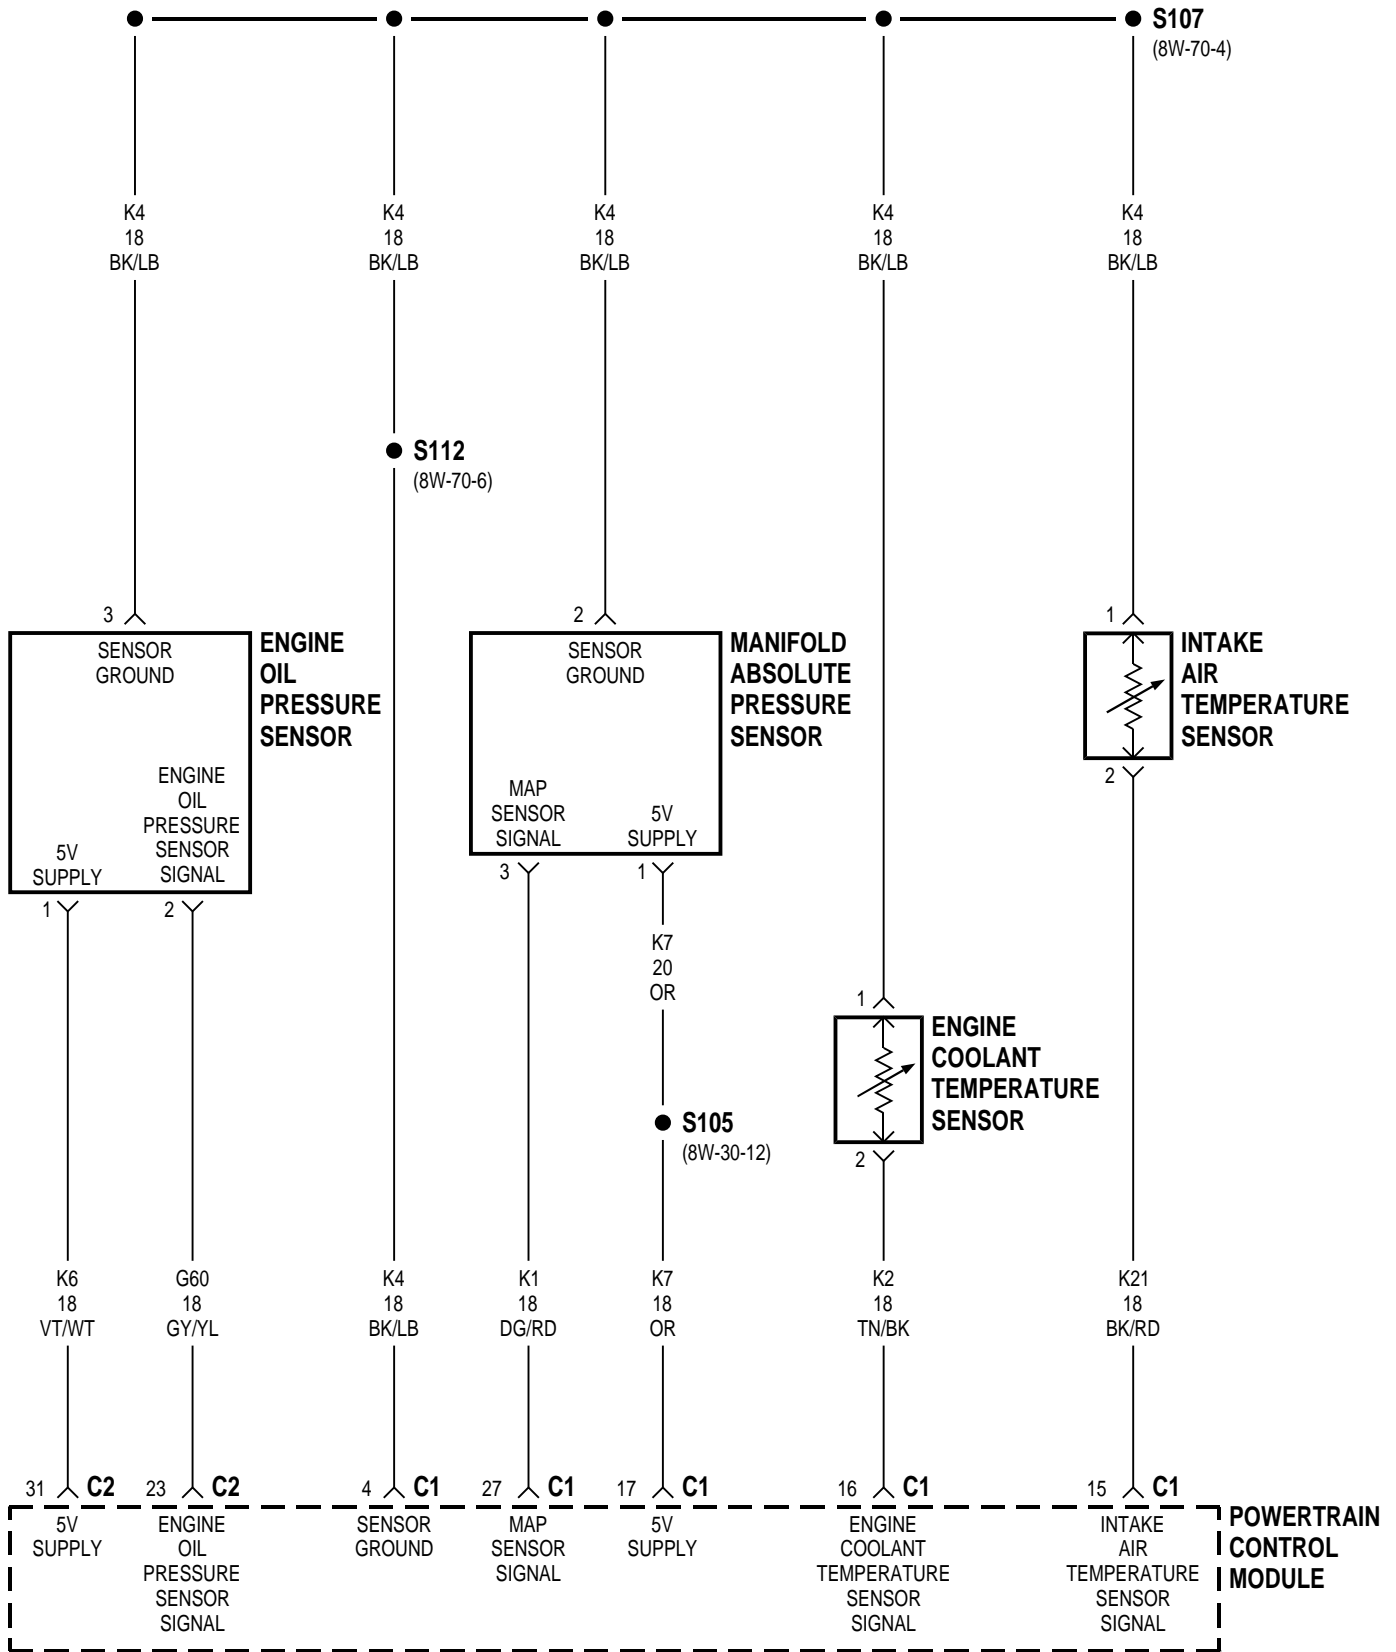 S107
(8W-70-4)
K4
18
BK/LB
K4
18
BK/LB
K4
18
BK/LB
K4
18
BK/LB
K4
18
BK/LB
S112
(8W-70-6)
3
SENSOR
GROUND
ENGINE
OIL
PRESSURE
SENSOR
5V
SUPPLY
ENGINE
OIL
PRESSURE
SENSOR
SIGNAL
1
2
2
SENSOR
GROUND
MANIFOLD
ABSOLUTE
PRESSURE
SENSOR
MAP
SENSOR
SIGNAL
5V
SUPPLY
3
1
1
INTAKE
AIR
TEMPERATURE
SENSOR
2
K7
20
OR
1
ENGINE
COOLANT
TEMPERATURE
SENSOR
2
S105
(8W-30-12)
K6
18
VT/WT
G60
18
GY/YL
K4
18
BK/LB
K1
18
DG/RD
K7
18
OR
K2
18
TN/BK
K21
18
BK/RD
31 C2
23 C2
4 C1
27 C1
17 C1
16 C1
15 C1
5V
SUPPLY
ENGINE
OIL
PRESSURE
SENSOR
SIGNAL
SENSOR
GROUND
MAP
SENSOR
SIGNAL
5V
SUPPLY
ENGINE
COOLANT
TEMPERATURE
SENSOR
SIGNAL
INTAKE
AIR
TEMPERATURE
SENSOR
SIGNAL
POWERTRAIN
CONTROL
MODULE